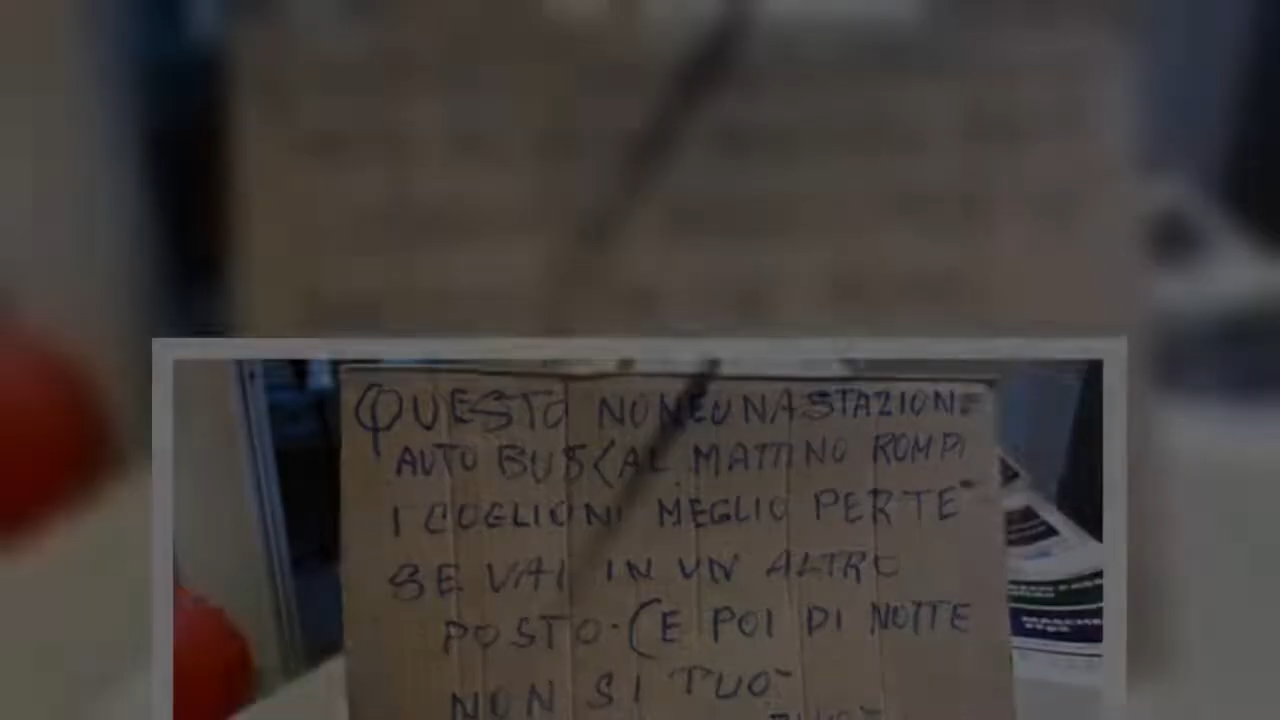 QUESTO NON E UNA STAZIONE
AUTO BUS (AL MATTINO ROMPI
I COGLIONI MEGLIO PER TE
SE VAI IN UN ALTRO
POSTO. (E POI DI NOTTE
NON SI TUO